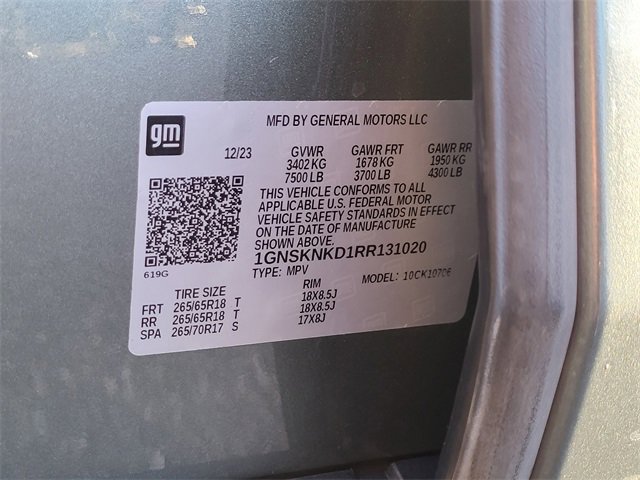 gm
MFD BY GENERAL MOTORS LLC
12/23 GVWR GAWR FRT GAWR RR
3402 KG 1678 KG 1950 KG
7500 LB 3700 LB 4300 LB
THIS VEHICLE CONFORMS TO ALL
APPLICABLE U.S. FEDERAL MOTOR
VEHICLE SAFETY STANDARDS IN EFFECT
ON THE DATE OF MANUFACTURE
SHOWN ABOVE.
619G
1GNSKNKD1RR131020
TYPE: MPV MODEL: 10CK10706
TIRE SIZE RIM
FRT 265/65R18 T 18X8.5J
RR 265/65R18 T 18X8.5J
SPA 265/70R17 S 17X8J